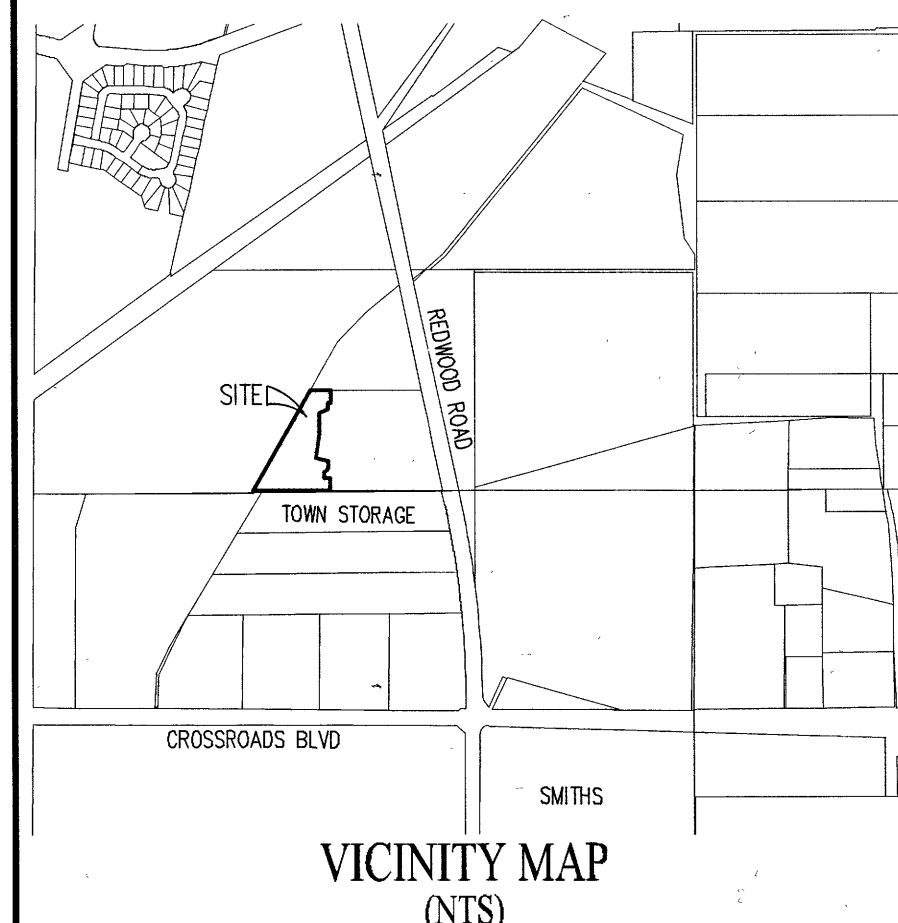 REDWOOD ROAD
SITE
TOWN STORAGE
CROSSROADS BLVD
SMITHS
VICINITY MAP
(NTS)